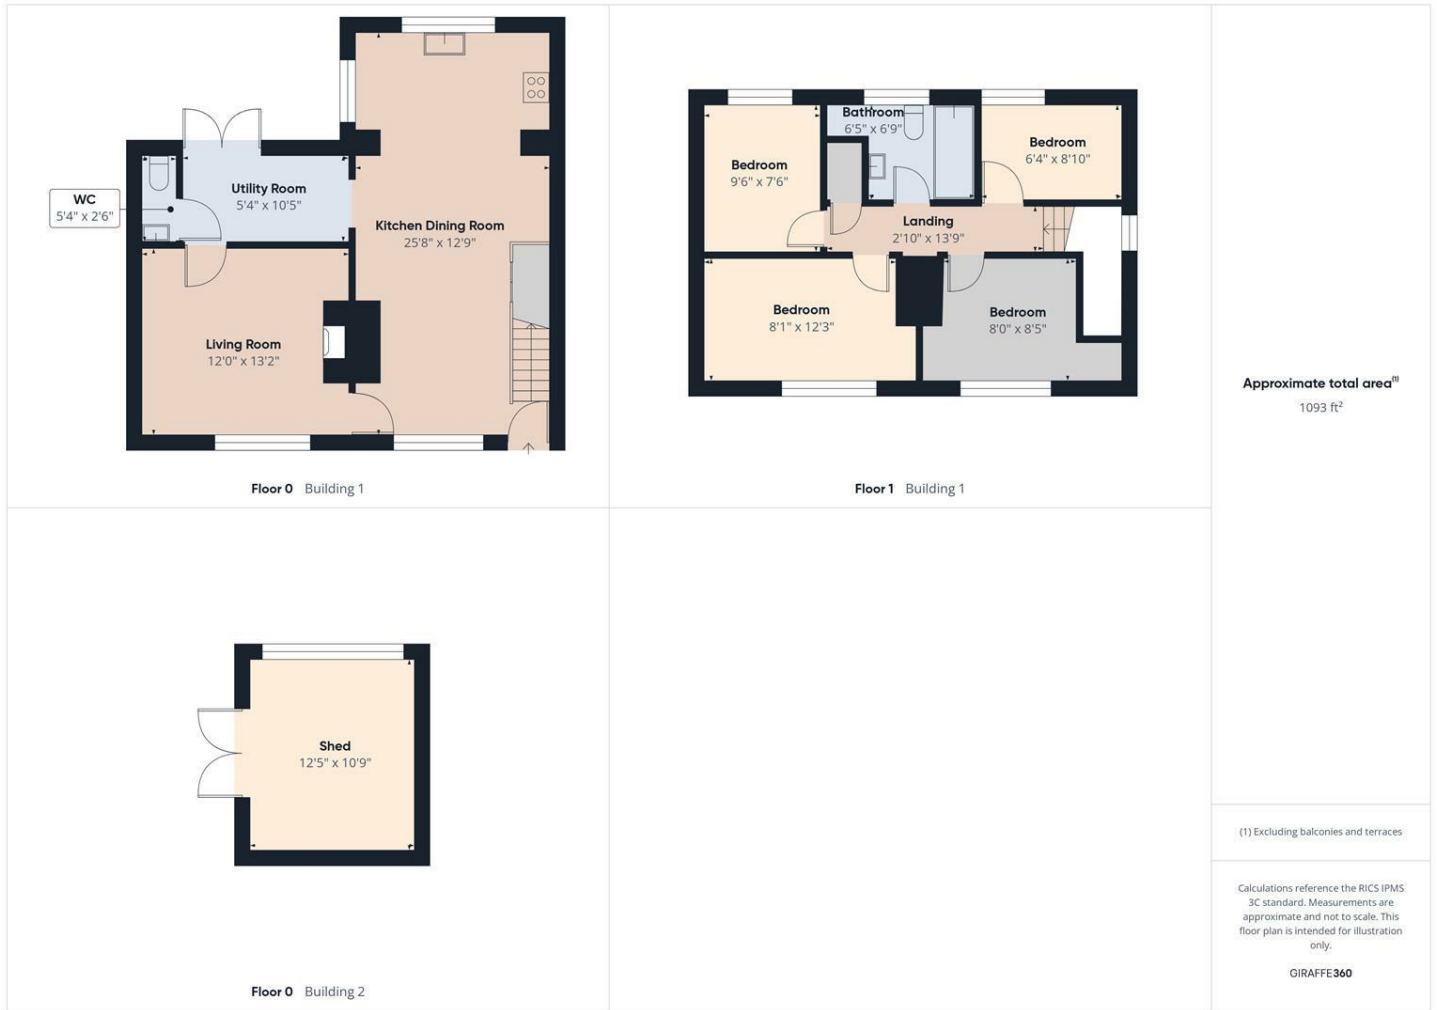 WC
5'4" x 2'6"
Utility Room
5'4" x 10'5"
Kitchen Dining Room
25'8" x 12'9"
Living Room
12'0" x 13'2"
Floor 0 Building 1
Bedroom
9'6" x 7'6"
Bathroom
6'5" x 6'9"
Bedroom
6'4" x 8'10"
Landing
2'10" x 13'9"
Bedroom
8'1" x 12'3"
Bedroom
8'0" x 8'5"
Floor 1 Building 1
Shed
12'5" x 10'9"
Floor 0 Building 2
Approximate total area(1)
1093 ft²
(1) Excluding balconies and terraces
Calculations reference the RICS IPMS
3C standard. Measurements are
approximate and not to scale. This
floor plan is intended for illustration
only.
GIRAFFE360